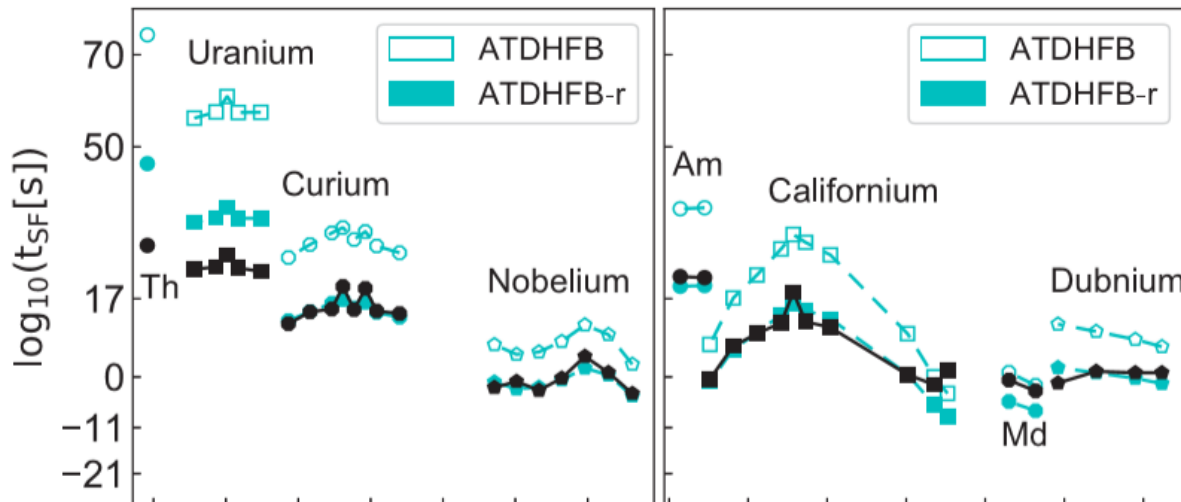 log₁₀(t_SF[s])
70
50
17
0
−11
−21
Uranium
ATDHFB
ATDHFB-r
Curium
Th
Nobelium
ATDHFB
ATDHFB-r
Am
Californium
Dubnium
Md